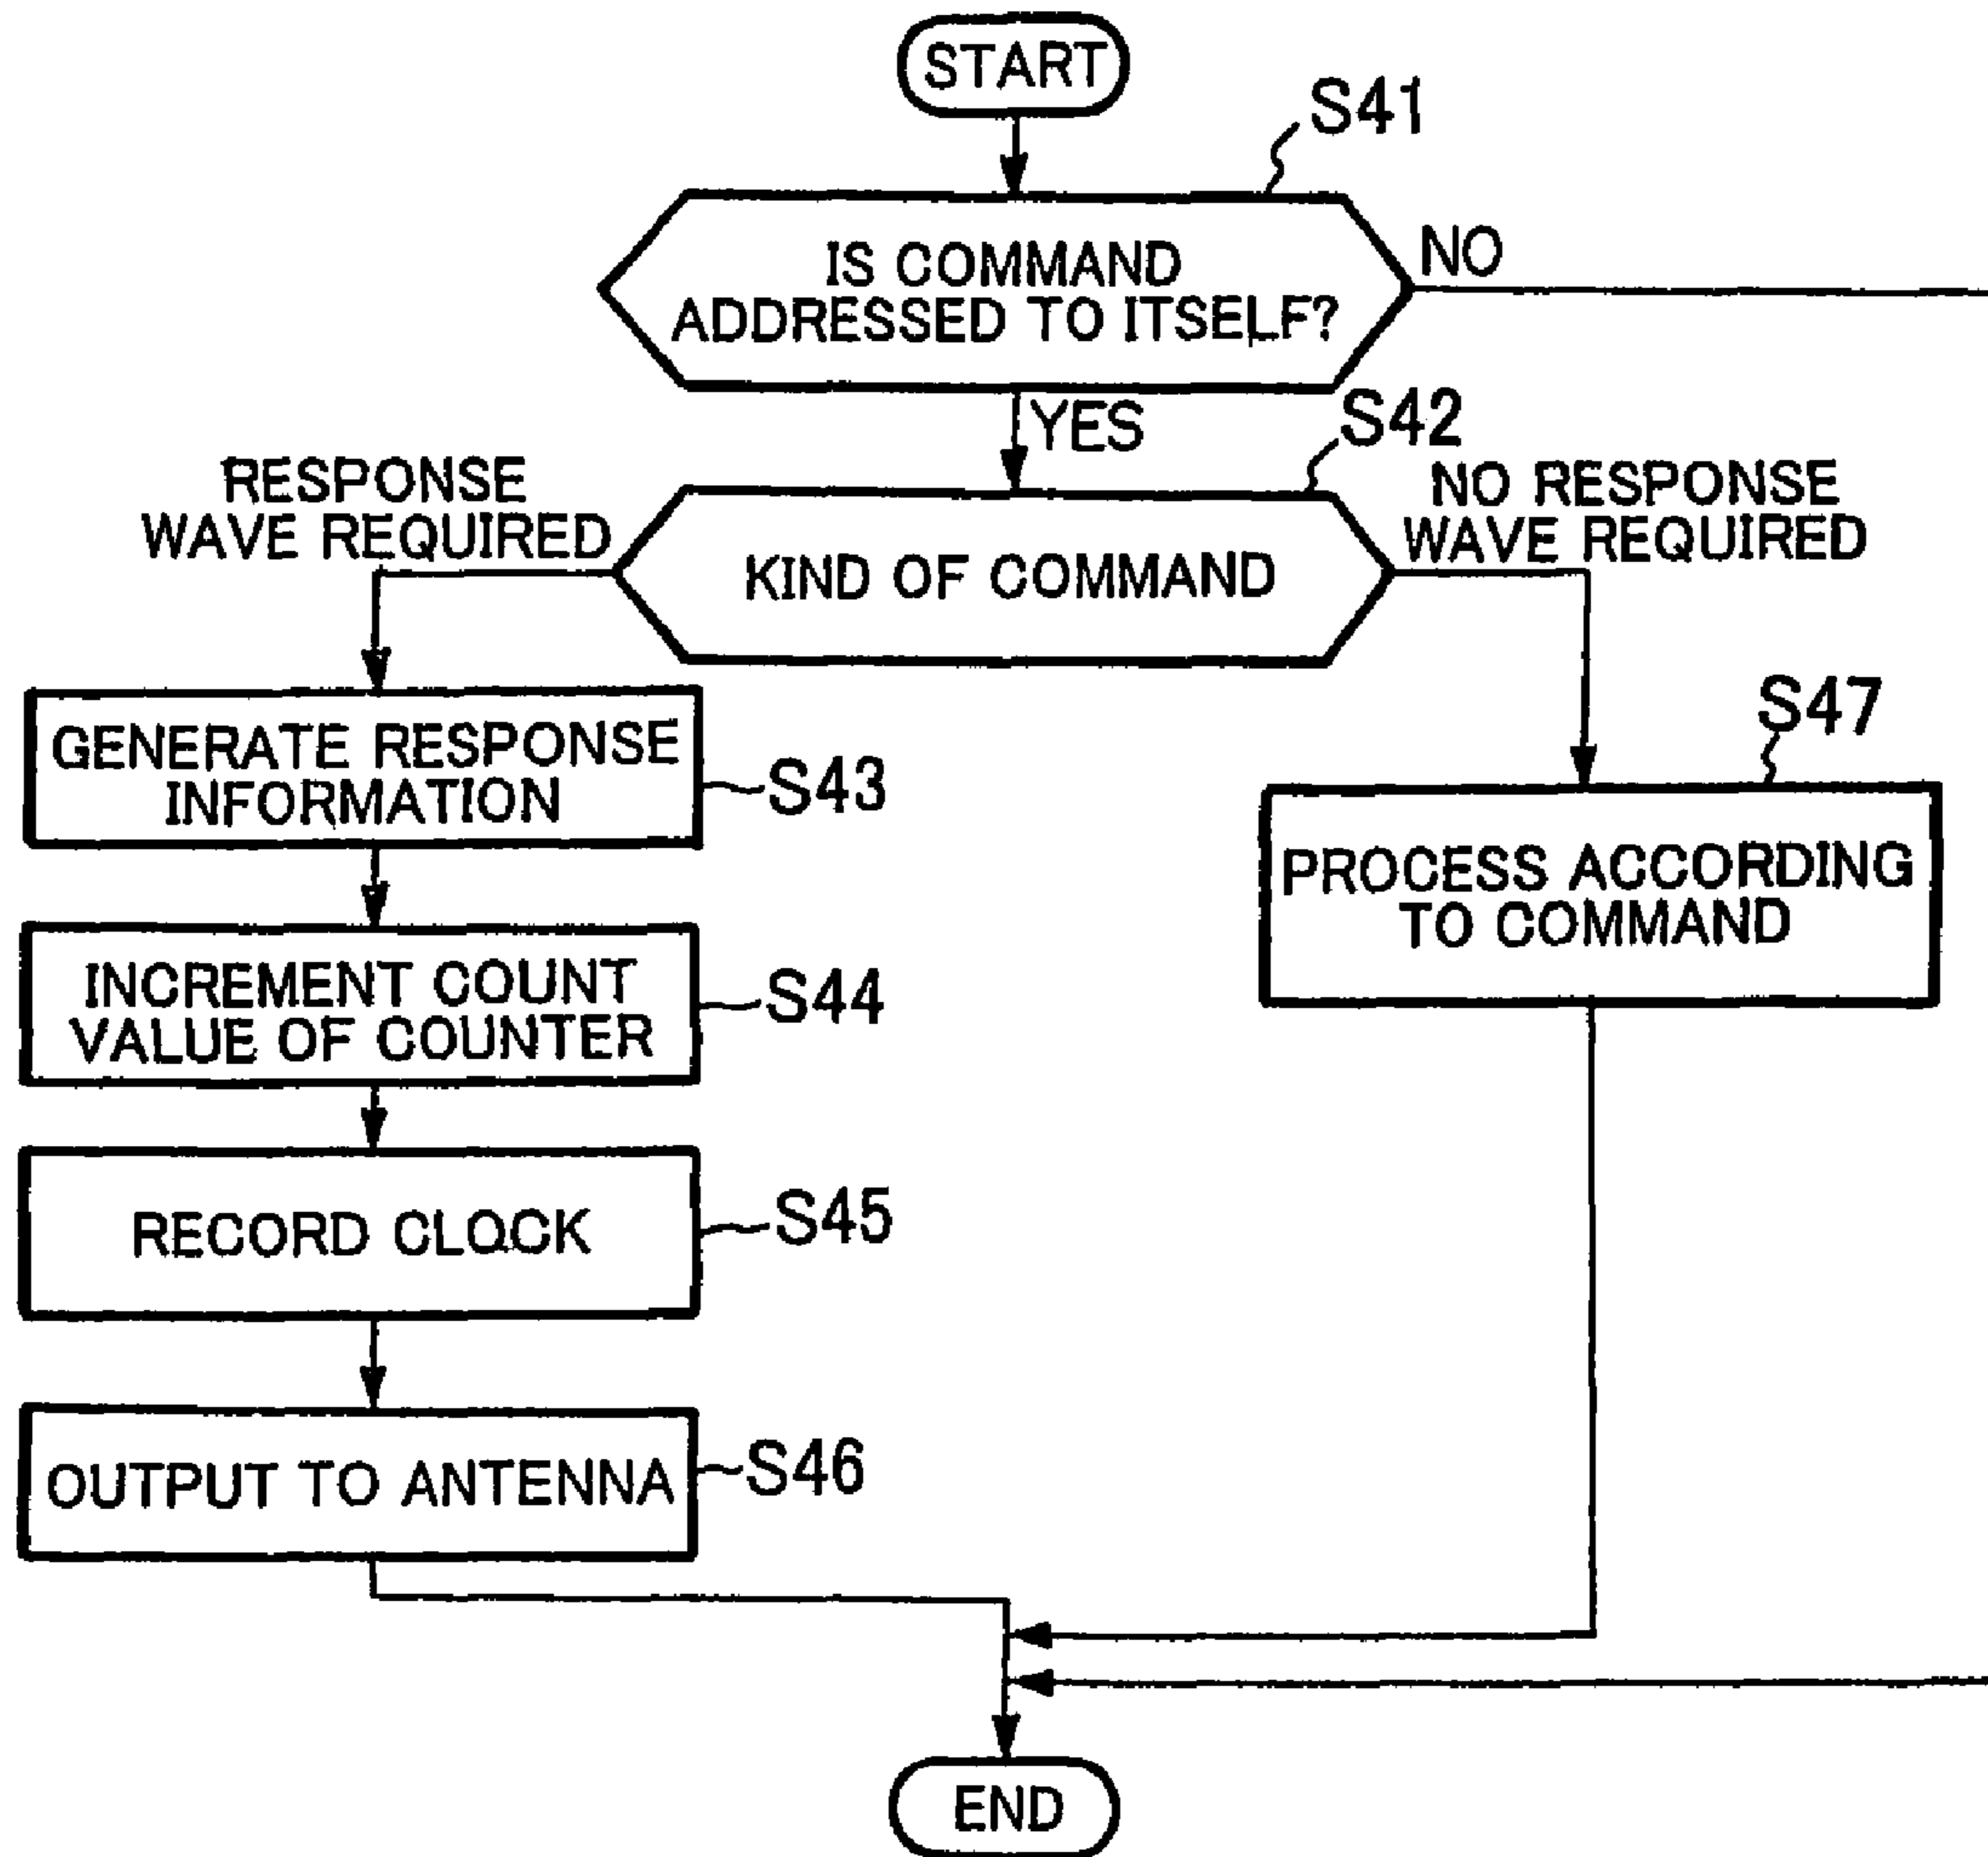 START
S41
IS COMMAND
ADDRESSED TO ITSELF?
NO
YES
S42
RESPONSE
WAVE REQUIRED
NO RESPONSE
WAVE REQUIRED
KIND OF COMMAND
GENERATE RESPONSE
INFORMATION
S43
S47
PROCESS ACCORDING
TO COMMAND
INCREMENT COUNT
VALUE OF COUNTER
S44
RECORD CLOCK
S45
OUTPUT TO ANTENNA
S46
END